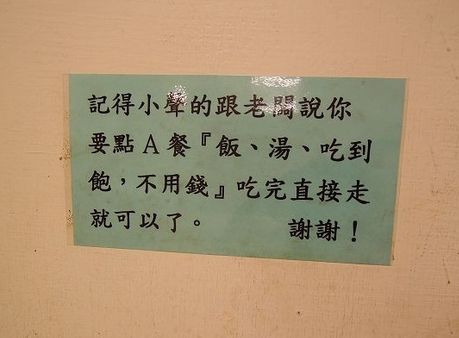 記得小聲的跟老闆說你
要點A餐『飯、湯、吃到
飽，不用錢』吃完直接走
就可以了。 謝謝！